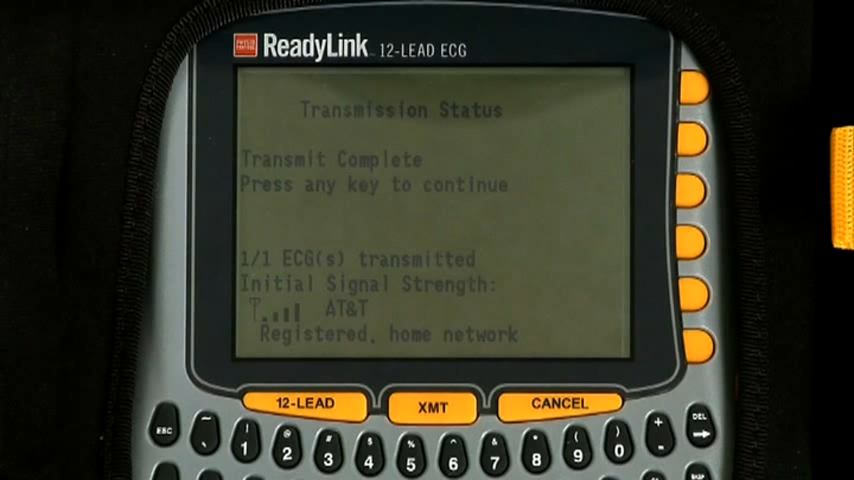 PHYSIO CONTROL ReadyLink 12-LEAD ECG
Transmission Status
Transmit Complete
Press any key to continue
1/1 ECG(s) transmitted
Initial Signal Strength:
AT&T
Registered, home network
12-LEAD XMT CANCEL
ESC ~ ` ! 1 @ 2 # 3 $ 4 % 5 ^ 6 & 7 * 8 ( 9 ) 0 + - DEL